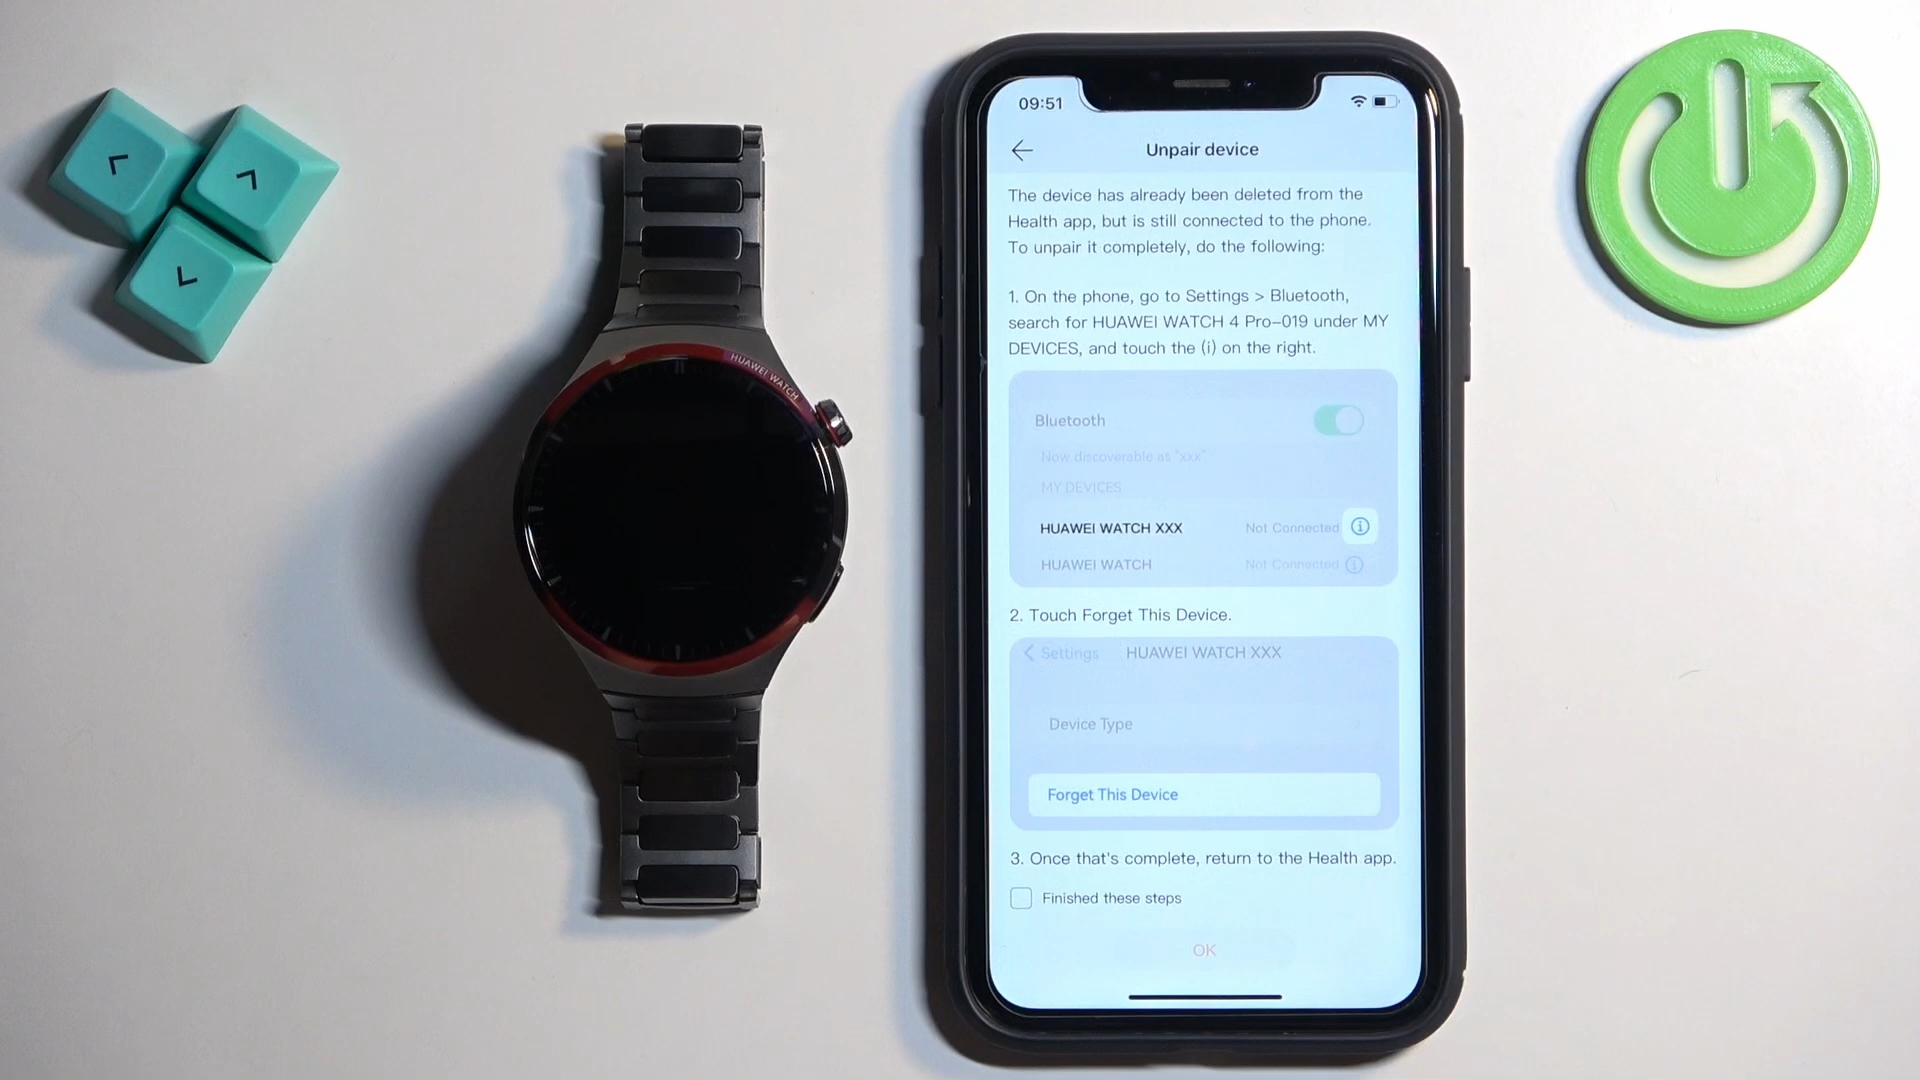 HUAWEI WATCH
09:51
Unpair device
The device has already been deleted from the
Health app, but is still connected to the phone.
To unpair it completely, do the following:
1. On the phone, go to Settings > Bluetooth,
search for HUAWEI WATCH 4 Pro-019 under MY
DEVICES, and touch the (i) on the right.
Bluetooth
Now discoverable as "xxx"
MY DEVICES
HUAWEI WATCH XXX Not Connected
HUAWEI WATCH Not Connected
2. Touch Forget This Device.
Settings HUAWEI WATCH XXX
Device Type
Forget This Device
3. Once that's complete, return to the Health app.
Finished these steps
OK